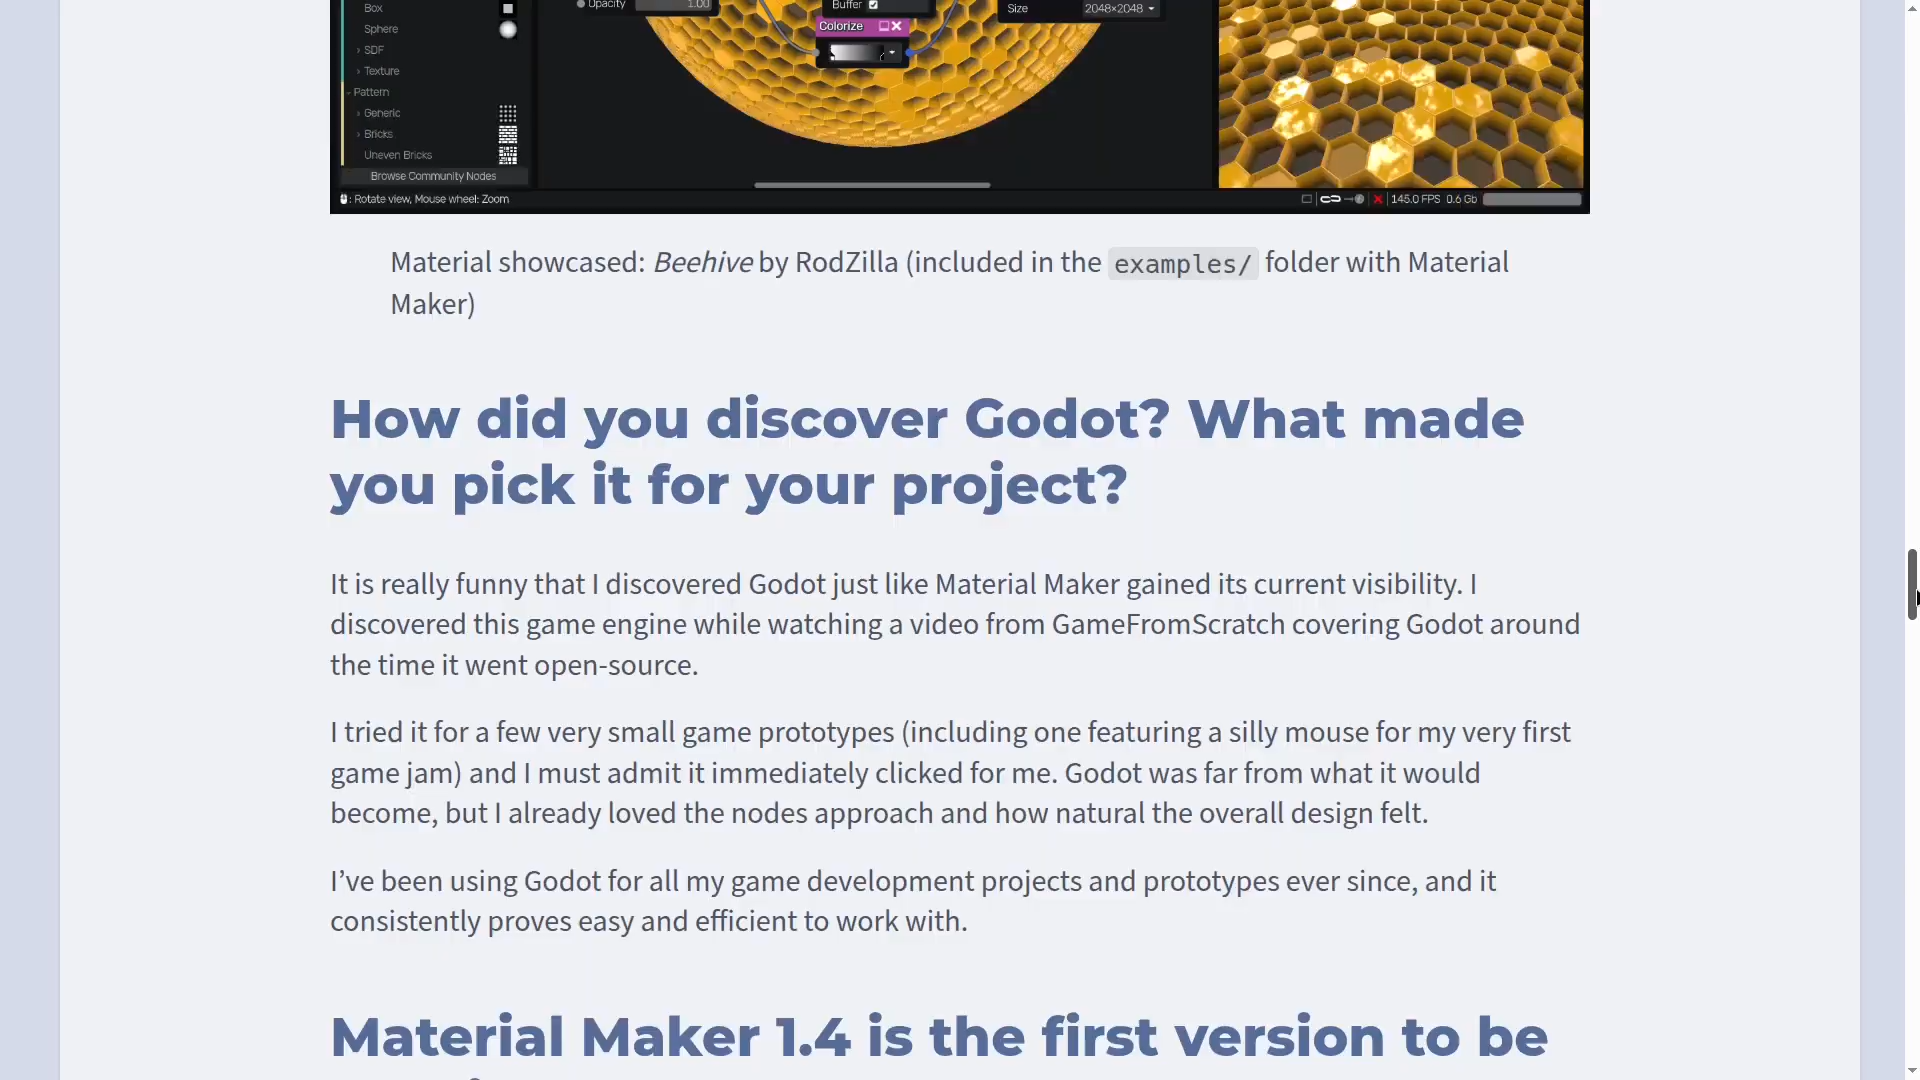 Box
Opacity 1.00
Buffer
Size 2048×2048
Sphere
Colorize
SDF
Texture
Pattern
Generic
Bricks
Uneven Bricks
Browse Community Nodes
: Rotate view, Mouse wheel: Zoom
145.0 FPS 0.6 Gb
Material showcased: Beehive by RodZilla (included in the examples/ folder with Material
Maker)
How did you discover Godot? What made
you pick it for your project?
It is really funny that I discovered Godot just like Material Maker gained its current visibility. I
discovered this game engine while watching a video from GameFromScratch covering Godot around
the time it went open-source.
I tried it for a few very small game prototypes (including one featuring a silly mouse for my very first
game jam) and I must admit it immediately clicked for me. Godot was far from what it would
become, but I already loved the nodes approach and how natural the overall design felt.
I’ve been using Godot for all my game development projects and prototypes ever since, and it
consistently proves easy and efficient to work with.
Material Maker 1.4 is the first version to be